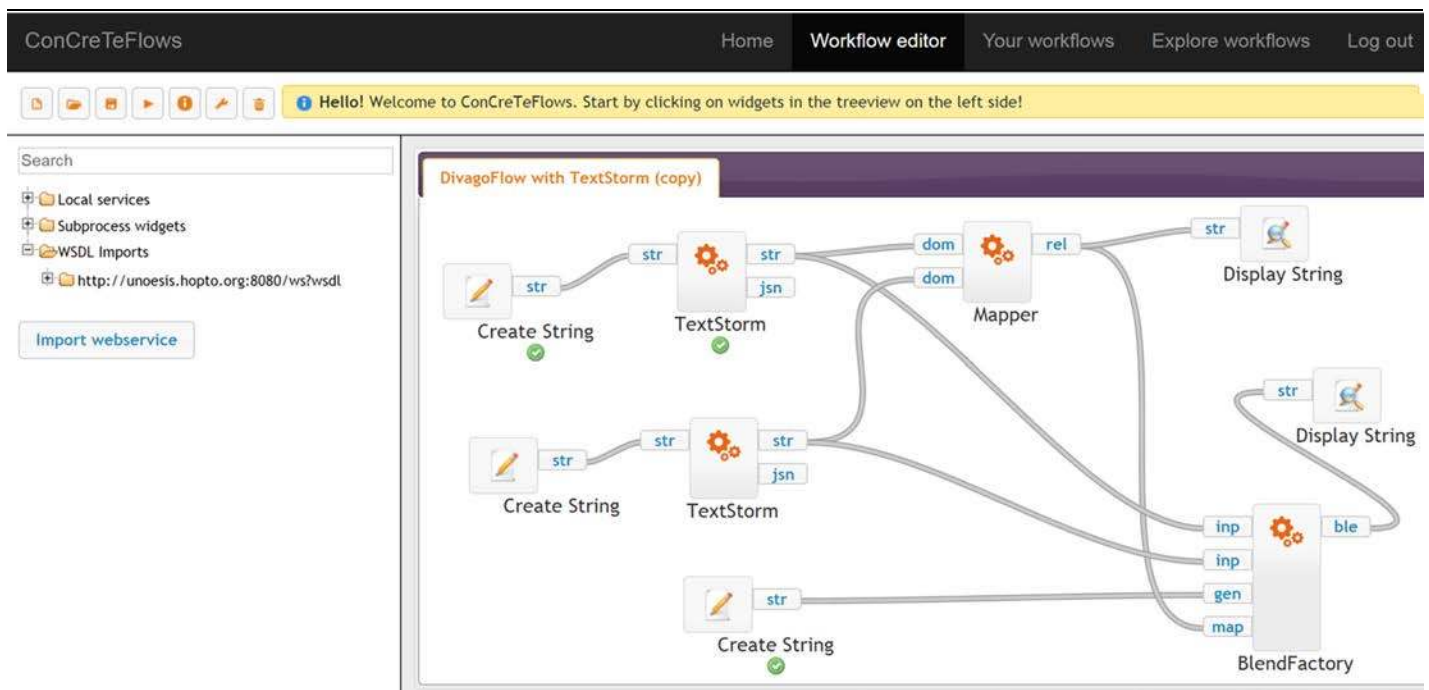 ConCreTeFlows
Home
Workflow editor
Your workflows
Explore workflows
Log out
Hello! Welcome to ConCreTeFlows. Start by clicking on widgets in the treeview on the left side!
Search
Local services
Subprocess widgets
WSDL Imports
http://unoesis.hopto.org:8080/ws?wsdl
Import webservice
DivagoFlow with TextStorm (copy)
str
Create String
str
str
jsn
TextStorm
dom
dom
rel
Mapper
str
Display String
str
Display String
str
Create String
str
str
jsn
TextStorm
str
Create String
inp
inp
gen
map
ble
BlendFactory